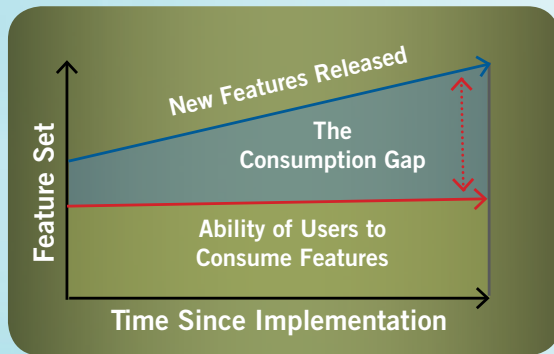 New Features Released
The
Consumption Gap
Feature Set
Ability of Users to
Consume Features
Time Since Implementation